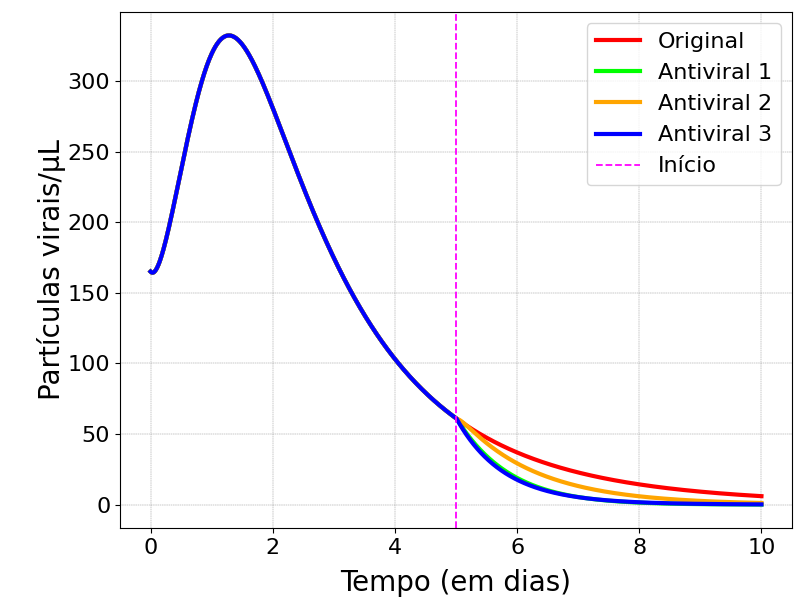 Partículas virais/µL
300
250
200
150
100
50
0
Original
Antiviral 1
Antiviral 2
Antiviral 3
Início
0 2 4 6 8 10
Tempo (em dias)